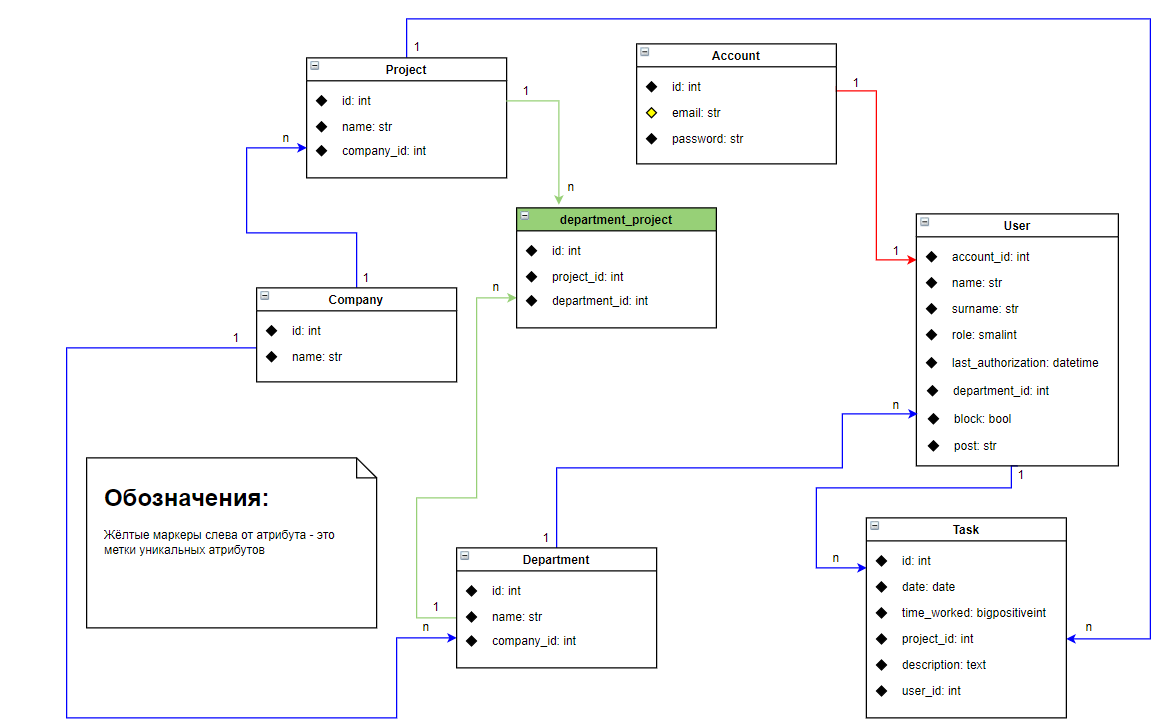 1
Project
id: int
name: str
company_id: int
1
n
Account
id: int
email: str
password: str
1
n
department_project
id: int
project_id: int
department_id: int
n
1
User
account_id: int
name: str
surname: str
role: smalint
last_authorization: datetime
department_id: int
block: bool
post: str
n
1
1
Company
id: int
name: str
1
Обозначения:
Жёлтые маркеры слева от атрибута - это
метки уникальных атрибутов
1
Department
id: int
name: str
company_id: int
1
n
n
Task
id: int
date: date
time_worked: bigpositiveint
project_id: int
description: text
user_id: int
n